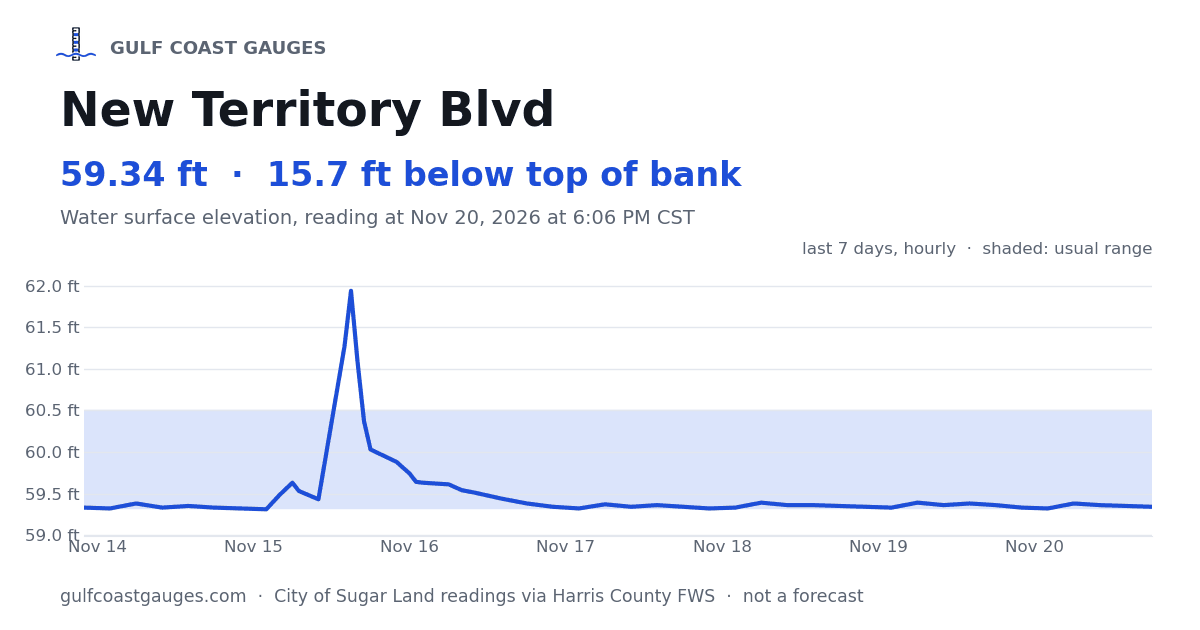 GULF COAST GAUGES
New Territory Blvd
59.34 ft · 15.7 ft below top of bank
Water surface elevation, reading at Nov 20, 2026 at 6:06 PM CST
last 7 days, hourly · shaded: usual range
62.0 ft
61.5 ft
61.0 ft
60.5 ft
60.0 ft
59.5 ft
59.0 ft
Nov 14 Nov 15 Nov 16 Nov 17 Nov 18 Nov 19 Nov 20
gulfcoastgauges.com · City of Sugar Land readings via Harris County FWS · not a forecast